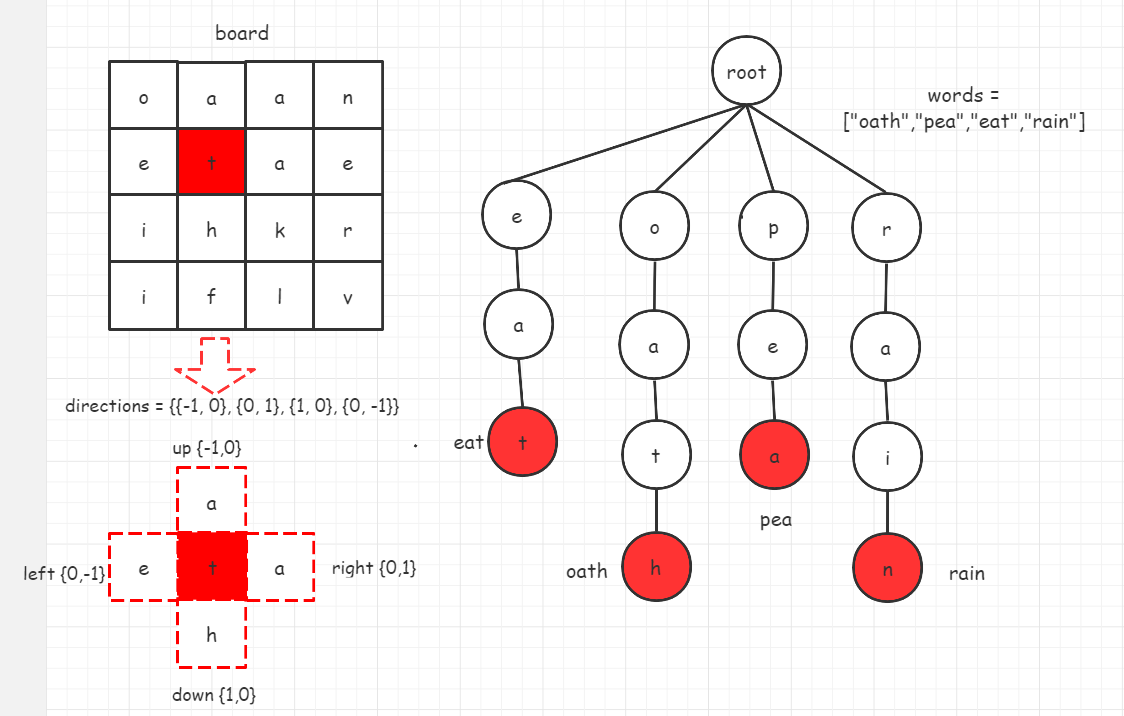 board
o a a n
e t a e
i h k r
i f l v
directions = {{-1, 0}, {0, 1}, {1, 0}, {0, -1}}
up {-1,0}
a
left {0,-1} e t a right {0,1}
h
down {1,0}
root
words =
["oath","pea","eat","rain"]
e o p r
a a e a
eat t t a i
pea
oath h n rain